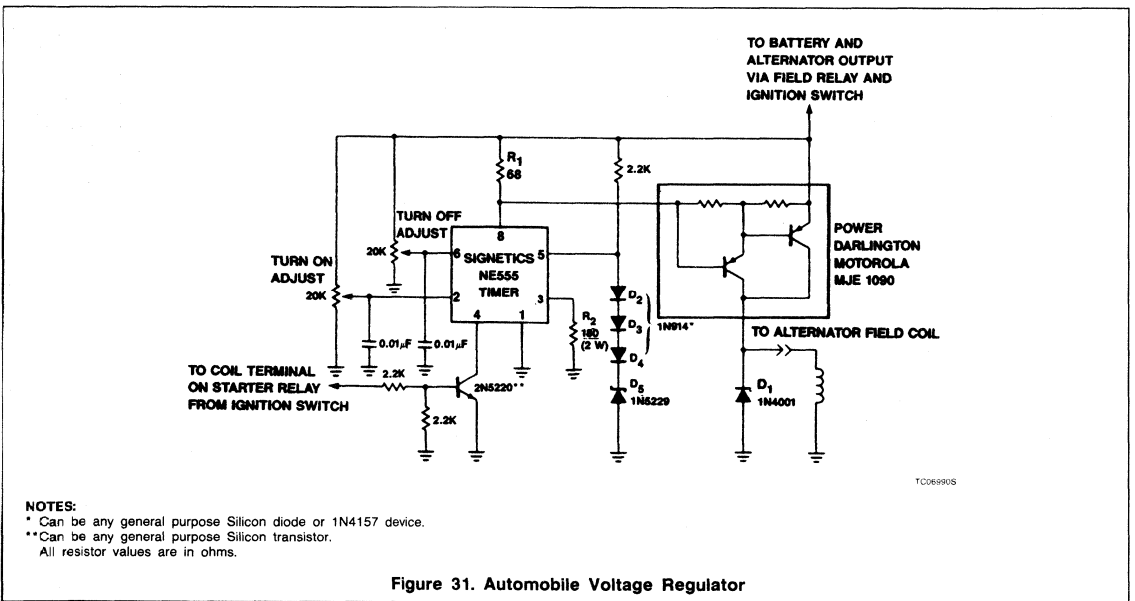 TO BATTERY AND
ALTERNATOR OUTPUT
VIA FIELD RELAY AND
IGNITION SWITCH
R1
68
2.2K
TURN OFF
ADJUST
8
20K
6
SIGNETICS
NE555
TIMER
5
POWER
DARLINGTON
MOTOROLA
MJE 1090
TURN ON
ADJUST
20K
2
3
4
1
D2
D3
D4
1N914*
R2
(2 W)
TO ALTERNATOR FIELD COIL
0.01µF
0.01µF
TO COIL TERMINAL
ON STARTER RELAY
FROM IGNITION SWITCH
2.2K
2N5220**
2.2K
D5
1N5229
D1
1N4001
TC06990S
NOTES:
* Can be any general purpose Silicon diode or 1N4157 device.
**Can be any general purpose Silicon transistor.
All resistor values are in ohms.
Figure 31. Automobile Voltage Regulator